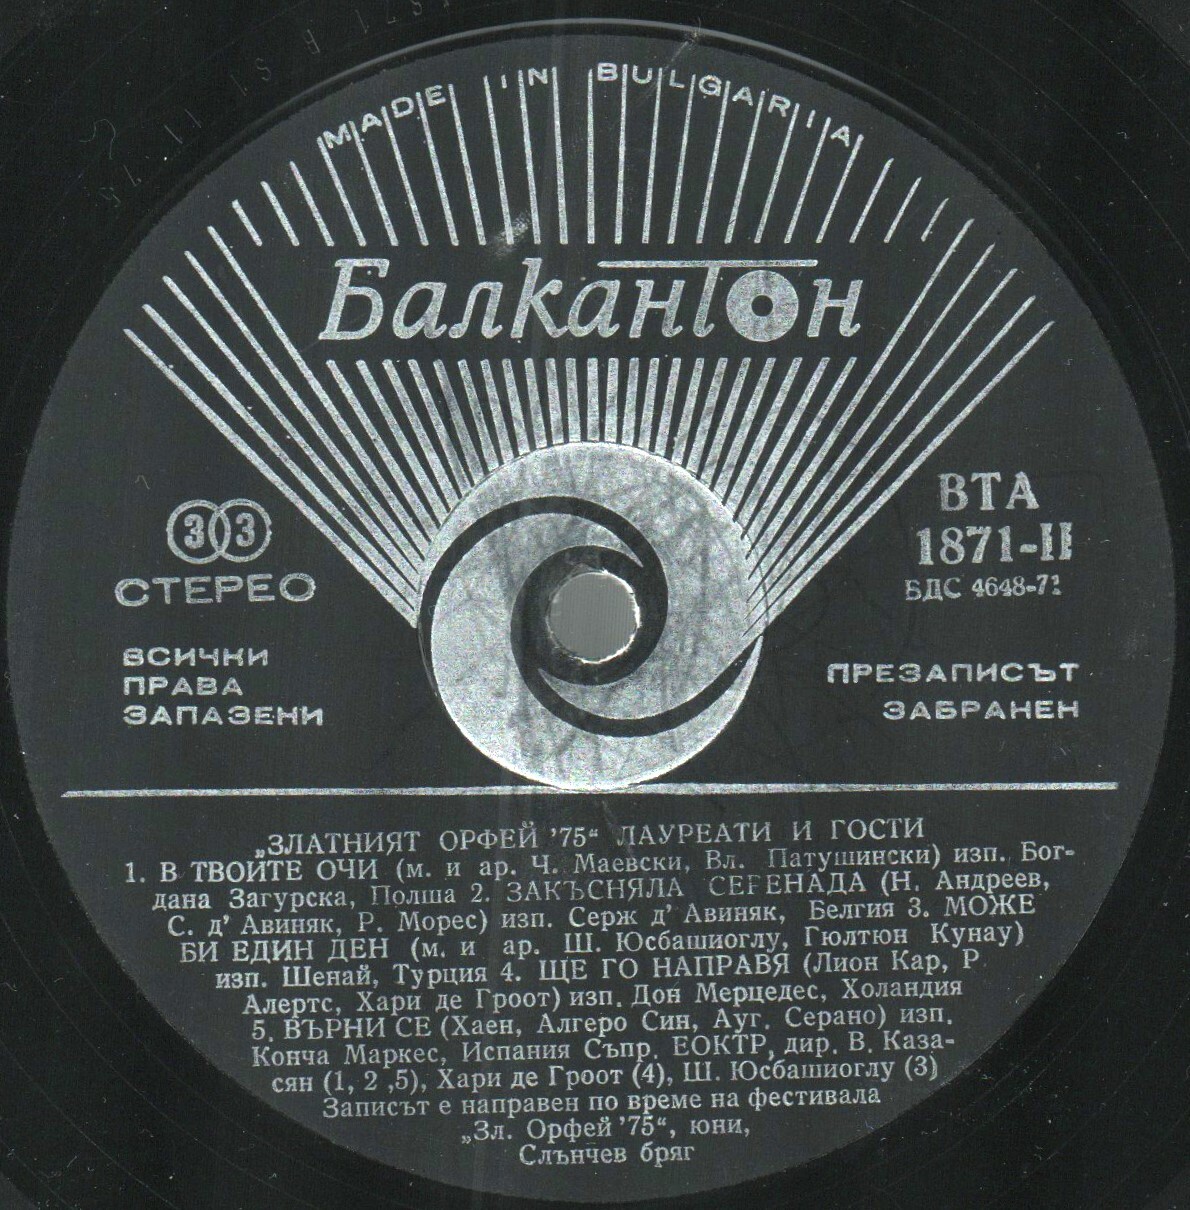 MADE IN BULGARIA
Балкантон
33
СТЕРЕО
ВСИЧКИ
ПРАВА
ЗАПАЗЕНИ
ВТА
1871-II
БДС 4648-71
ПРЕЗАПИСЪТ
ЗАБРАНЕН
„ЗЛАТНИЯТ ОРФЕЙ '75“ ЛАУРЕАТИ И ГОСТИ
1. В ТВОЙТЕ ОЧИ (м. и ар. Ч. Маевски, Вл. Патушински) изп. Бог-
дана Загурска, Полша 2. ЗАКЪСНЯЛА СЕРЕНАДА (Н. Андреев,
С. д' Авиняк, Р. Морес) изп. Серж д' Авиняк, Белгия 3. МОЖЕ
БИ ЕДИН ДЕН (м. и ар. Ш. Юсбашиоглу, Гюлтюн Кунау)
изп. Шенай, Турция 4. ЩЕ ГО НАПРАВЯ (Лион Кар, Р
Алертс, Хари де Гроот) изп. Дон Мерцедес, Холандия
5. ВЪРНИ СЕ (Хаен, Алгеро Син, Ауг. Серано) изп.
Конча Маркес, Испания Съпр. ЕОКТР, дир. В. Каза-
сян (1, 2 ,5), Хари де Гроот (4), Ш. Юсбашиоглу (3)
Записът е направен по време на фестивала
„Зл. Орфей '75“, юни,
Слънчев бряг